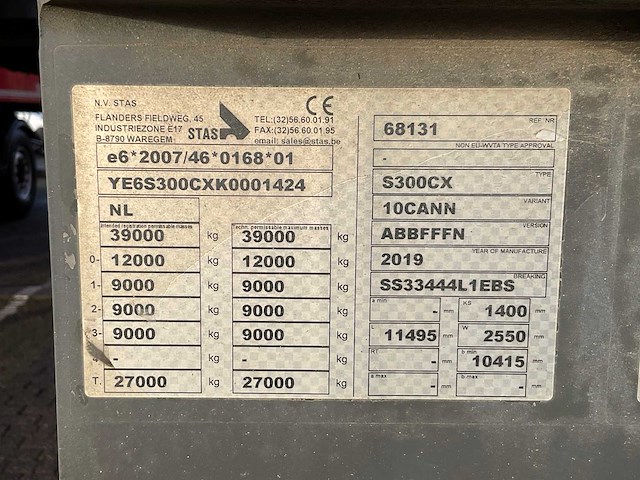 N.V. STAS
FLANDERS FIELDWEG, 45
INDUSTRIEZONE E17
B-8790 WAREGEM
STAS
CE
TEL:(32)56.60.01.91
FAX:(32)56.60.01.95
email: sales@stas.be
e6*2007/46*0168*01
YE6S300CXK0001424
NL
intended registration permissible masses techn. permissable maximum masses
39000 kg 39000 kg
0- 12000 kg 12000 kg
1- 9000 kg 9000 kg
2- 9000 kg 9000 kg
3- 9000 kg 9000 kg
- kg - kg
T. 27000 kg 27000 kg
REF. NR
68131
NON EU-WVTA TYPE APPROVAL
-
TYPE
S300CX
VARIANT
10CANN
VERSION
ABBFFFN
YEAR OF MANUFACTURE
2019
BREAKING
SS33444L1EBS
a min - mm KS 1400 mm
L 11495 mm W 2550 mm
RT - mm b min 10415 mm
a max - mm b max - mm